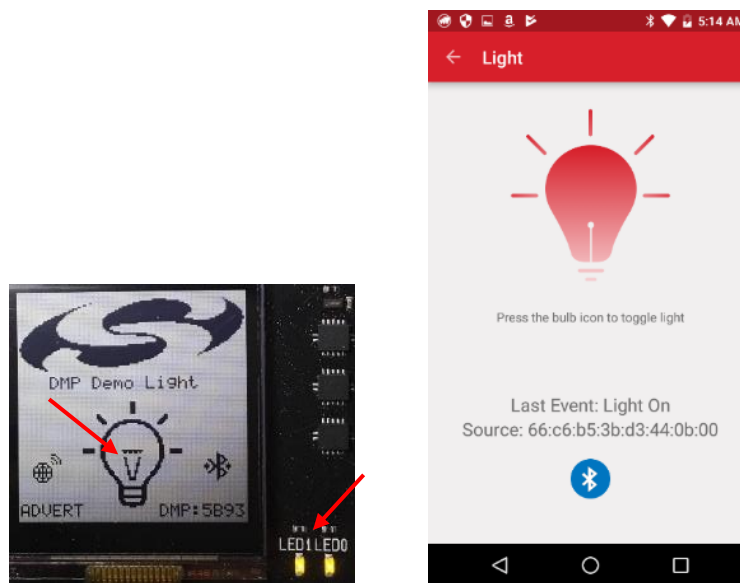 DMP Demo Light
ADVERT DMP:5B93
LED1 LED0
5:14 AM
Light
Press the bulb icon to toggle light
Last Event: Light On
Source: 66:c6:b5:3b:d3:44:0b:00